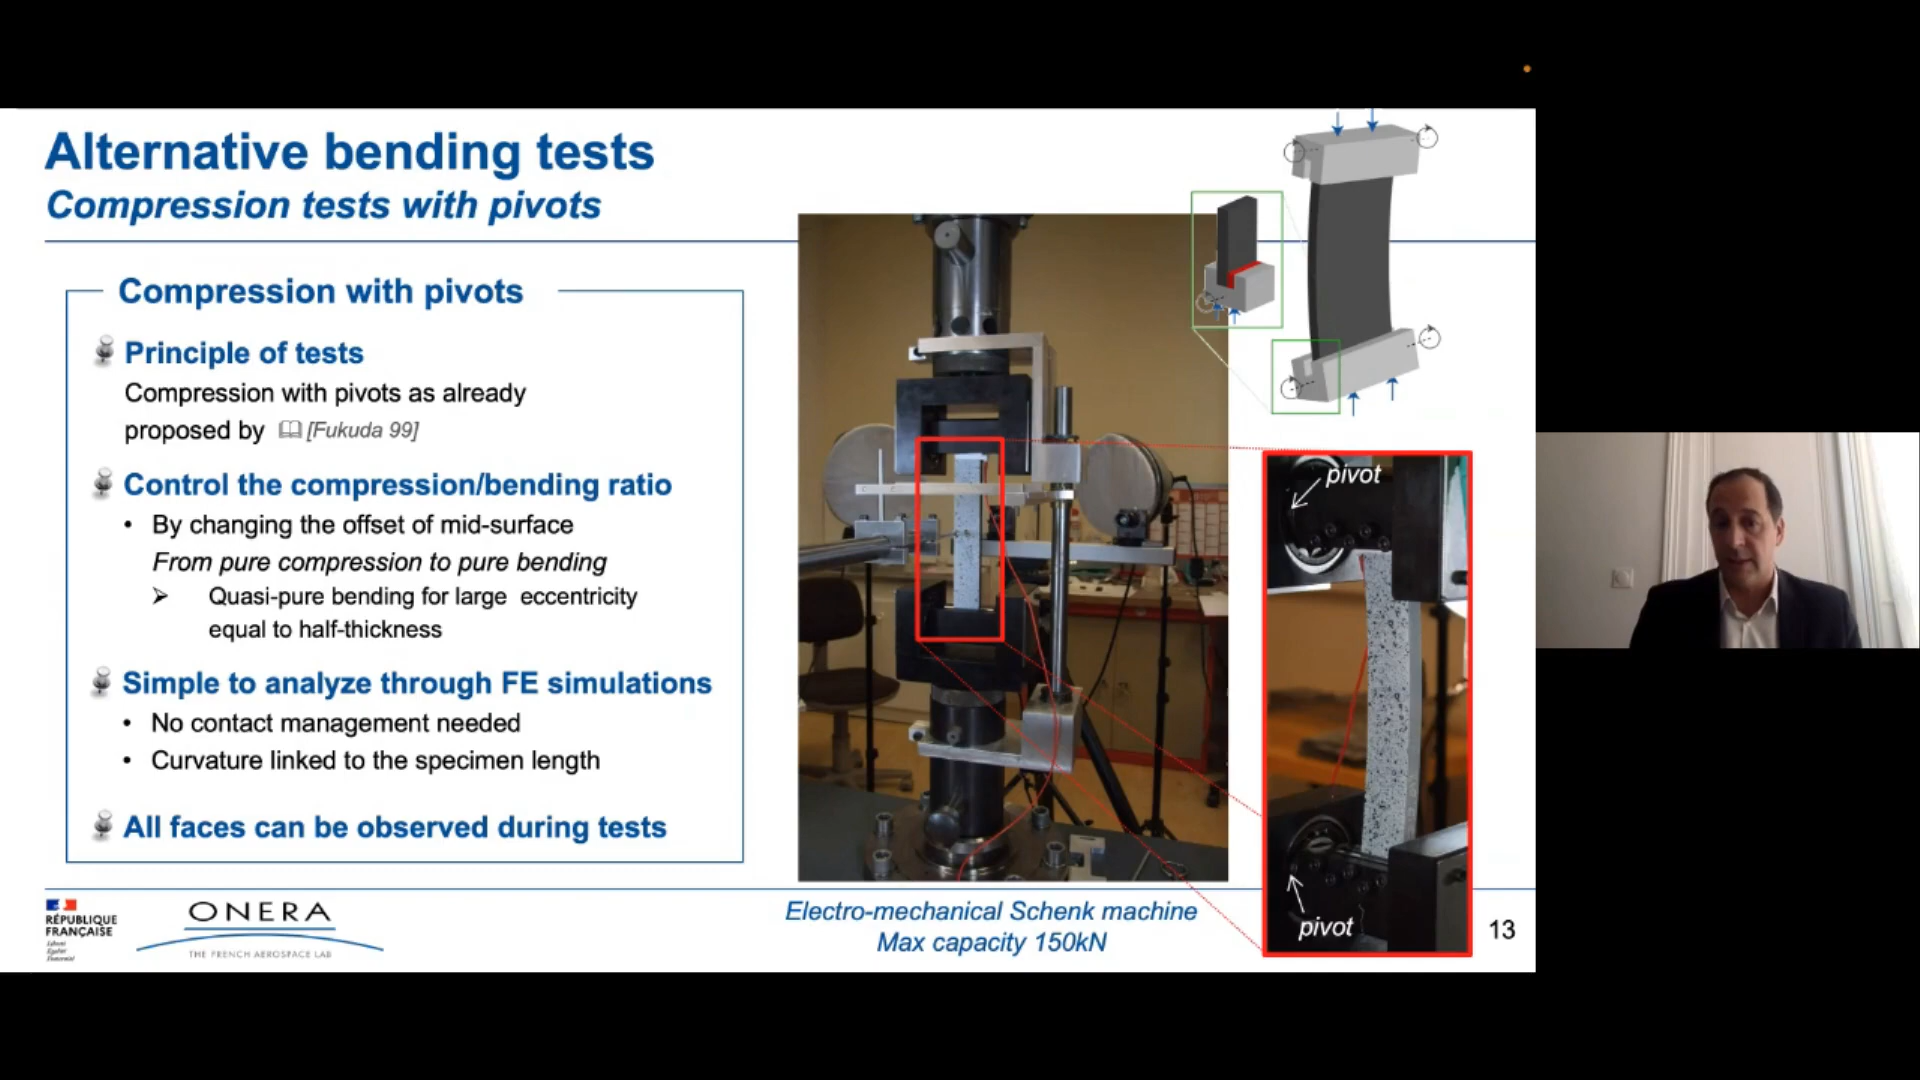 Alternative bending tests
Compression tests with pivots
Compression with pivots
Principle of tests
Compression with pivots as already
proposed by [Fukuda 99]
Control the compression/bending ratio
• By changing the offset of mid-surface
From pure compression to pure bending
➢ Quasi-pure bending for large eccentricity
equal to half-thickness
Simple to analyze through FE simulations
• No contact management needed
• Curvature linked to the specimen length
All faces can be observed during tests
pivot
pivot
Electro-mechanical Schenk machine
Max capacity 150kN
RÉPUBLIQUE
FRANÇAISE
Liberté
Égalité
Fraternité
ONERA
THE FRENCH AEROSPACE LAB
13